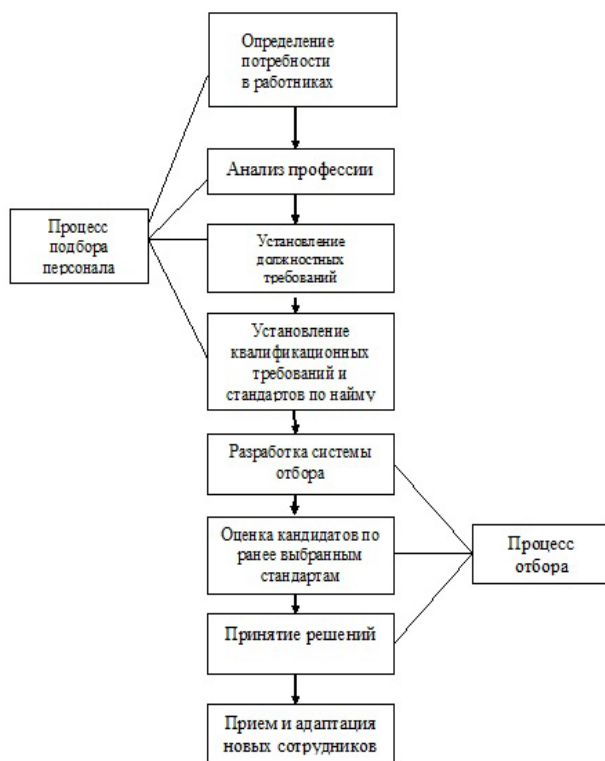 Определение
потребности
в работниках
Анализ профессии
Процесс
подбора
персонала
Установление
должностных
требований
Установление
квалификационных
требований и
стандартов по найму
Разработка системы
отбора
Оценка кандидатов по
ранее выбранным
стандартам
Процесс
отбора
Принятие решений
Прием и адаптация
новых сотрудников